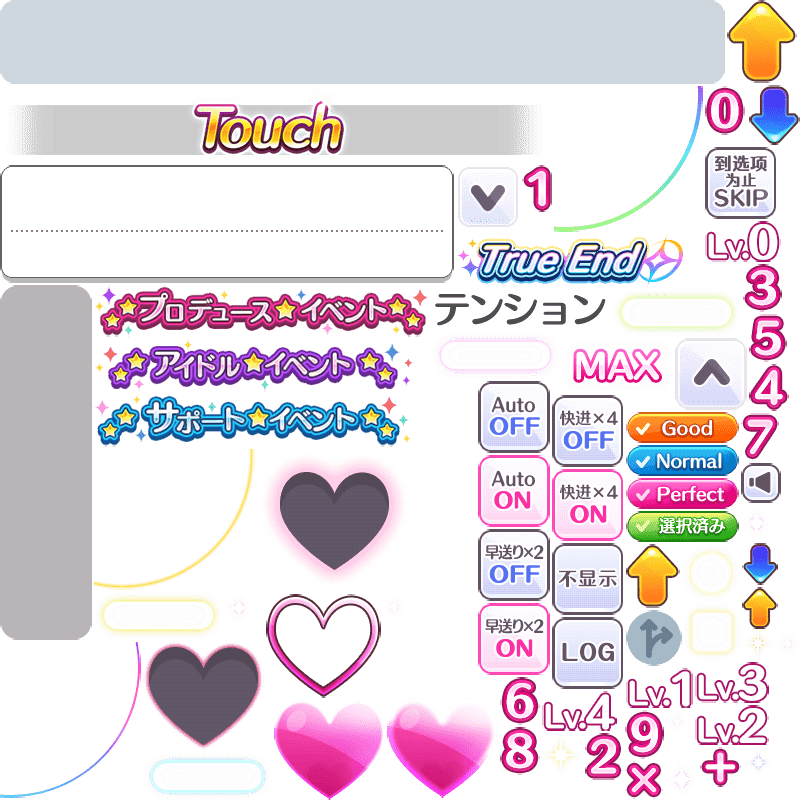 Touch
0
到选项
为止
SKIP
1
Lv.0
True End
3
プロデュース★イベント
テンション
5
アイドル★イベント
MAX
4
サポート★イベント
Auto
OFF
快进×4
OFF
Good
7
Normal
Auto
ON
快进×4
ON
Perfect
選択済み
早送り×2
OFF
不显示
早送り×2
ON
LOG
6
Lv.4
Lv.1
Lv.3
8
2
9
Lv.2
×
+